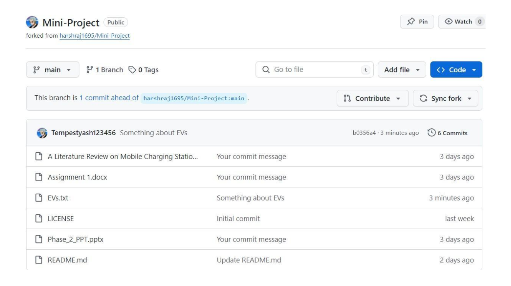 Mini-Project Public
Pin
Watch 0
forked from harshraj1695/Mini-Project
main
1 Branch
0 Tags
Go to file
t
Add file
Code
This branch is 1 commit ahead of harshraj1695/Mini-Project:main .
Contribute
Sync fork
Tempestyash123456 Something about EVs
b0356a4 · 3 minutes ago
6 Commits
A Literature Review on Mobile Charging Statio... Your commit message 3 days ago
Assignment 1.docx Your commit message 3 days ago
EVs.txt Something about EVs 3 minutes ago
LICENSE Initial commit last week
Phase_2_PPT.pptx Your commit message 3 days ago
README.md Update README.md 2 days ago